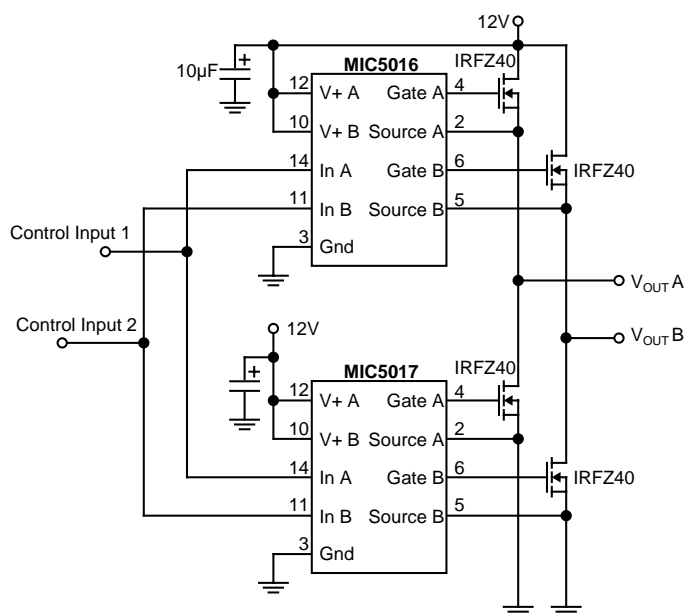 12V
IRFZ40
MIC5016
10µF
+
12 V+ A Gate A 4
10 V+ B Source A 2
14 In A Gate B 6
IRFZ40
11 In B Source B 5
Control Input 1
3 Gnd
VOUT A
Control Input 2
12V
VOUT B
IRFZ40
MIC5017
+
12 V+ A Gate A 4
10 V+ B Source A 2
14 In A Gate B 6
IRFZ40
11 In B Source B 5
3 Gnd